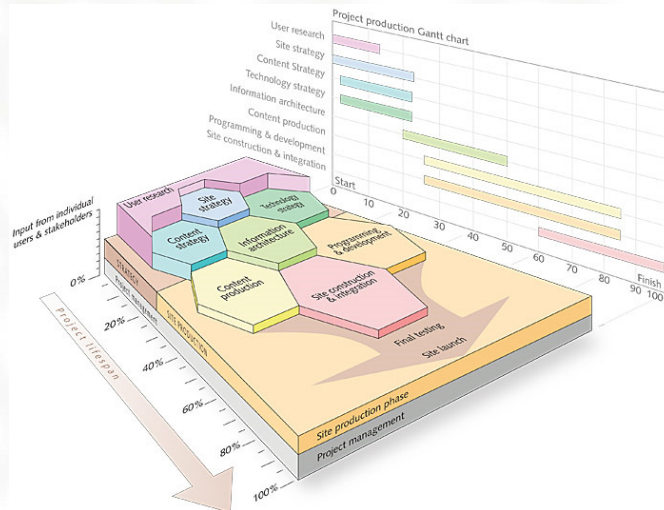 Project production Gantt chart
User research
Site strategy
Content Strategy
Technology strategy
Information architecture
Content production
Programming & development
Site construction & integration
0
Start
10
20
30
40
50
60
70
80
90
100
Finish
Input from individual
users & stakeholders
User research
Site
strategy
Technology
strategy
Content
strategy
Information
architecture
Programming
& development
Content
production
Site construction
& integration
Final testing
Site launch
STRATEGY
SITE PRODUCTION
Project management
Site production phase
Project management
Project lifespan
0%
20%
40%
60%
80%
100%